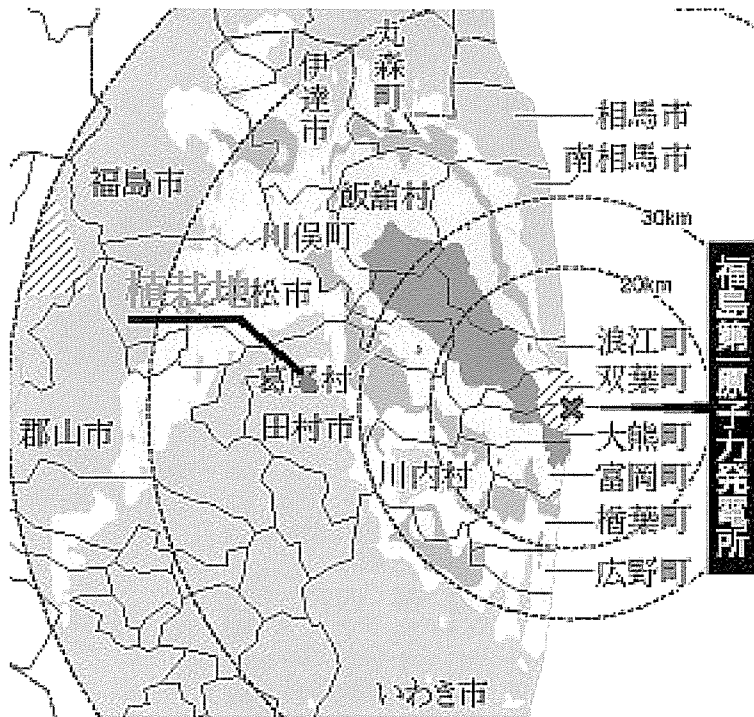 丸森町
伊達市
相馬市
南相馬市
福島市
飯舘村
川俣町
30km
20km
植栽地
松市
浪江町
双葉町
葛尾村
福島第一原子力発電所
郡山市
田村市
大熊町
川内村
富岡町
楢葉町
広野町
いわき市